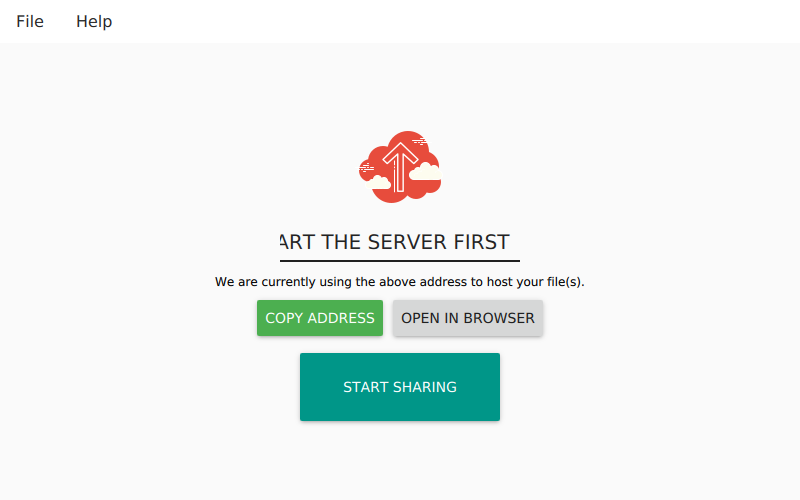 File Help
ART THE SERVER FIRST
We are currently using the above address to host your file(s).
COPY ADDRESS OPEN IN BROWSER
START SHARING